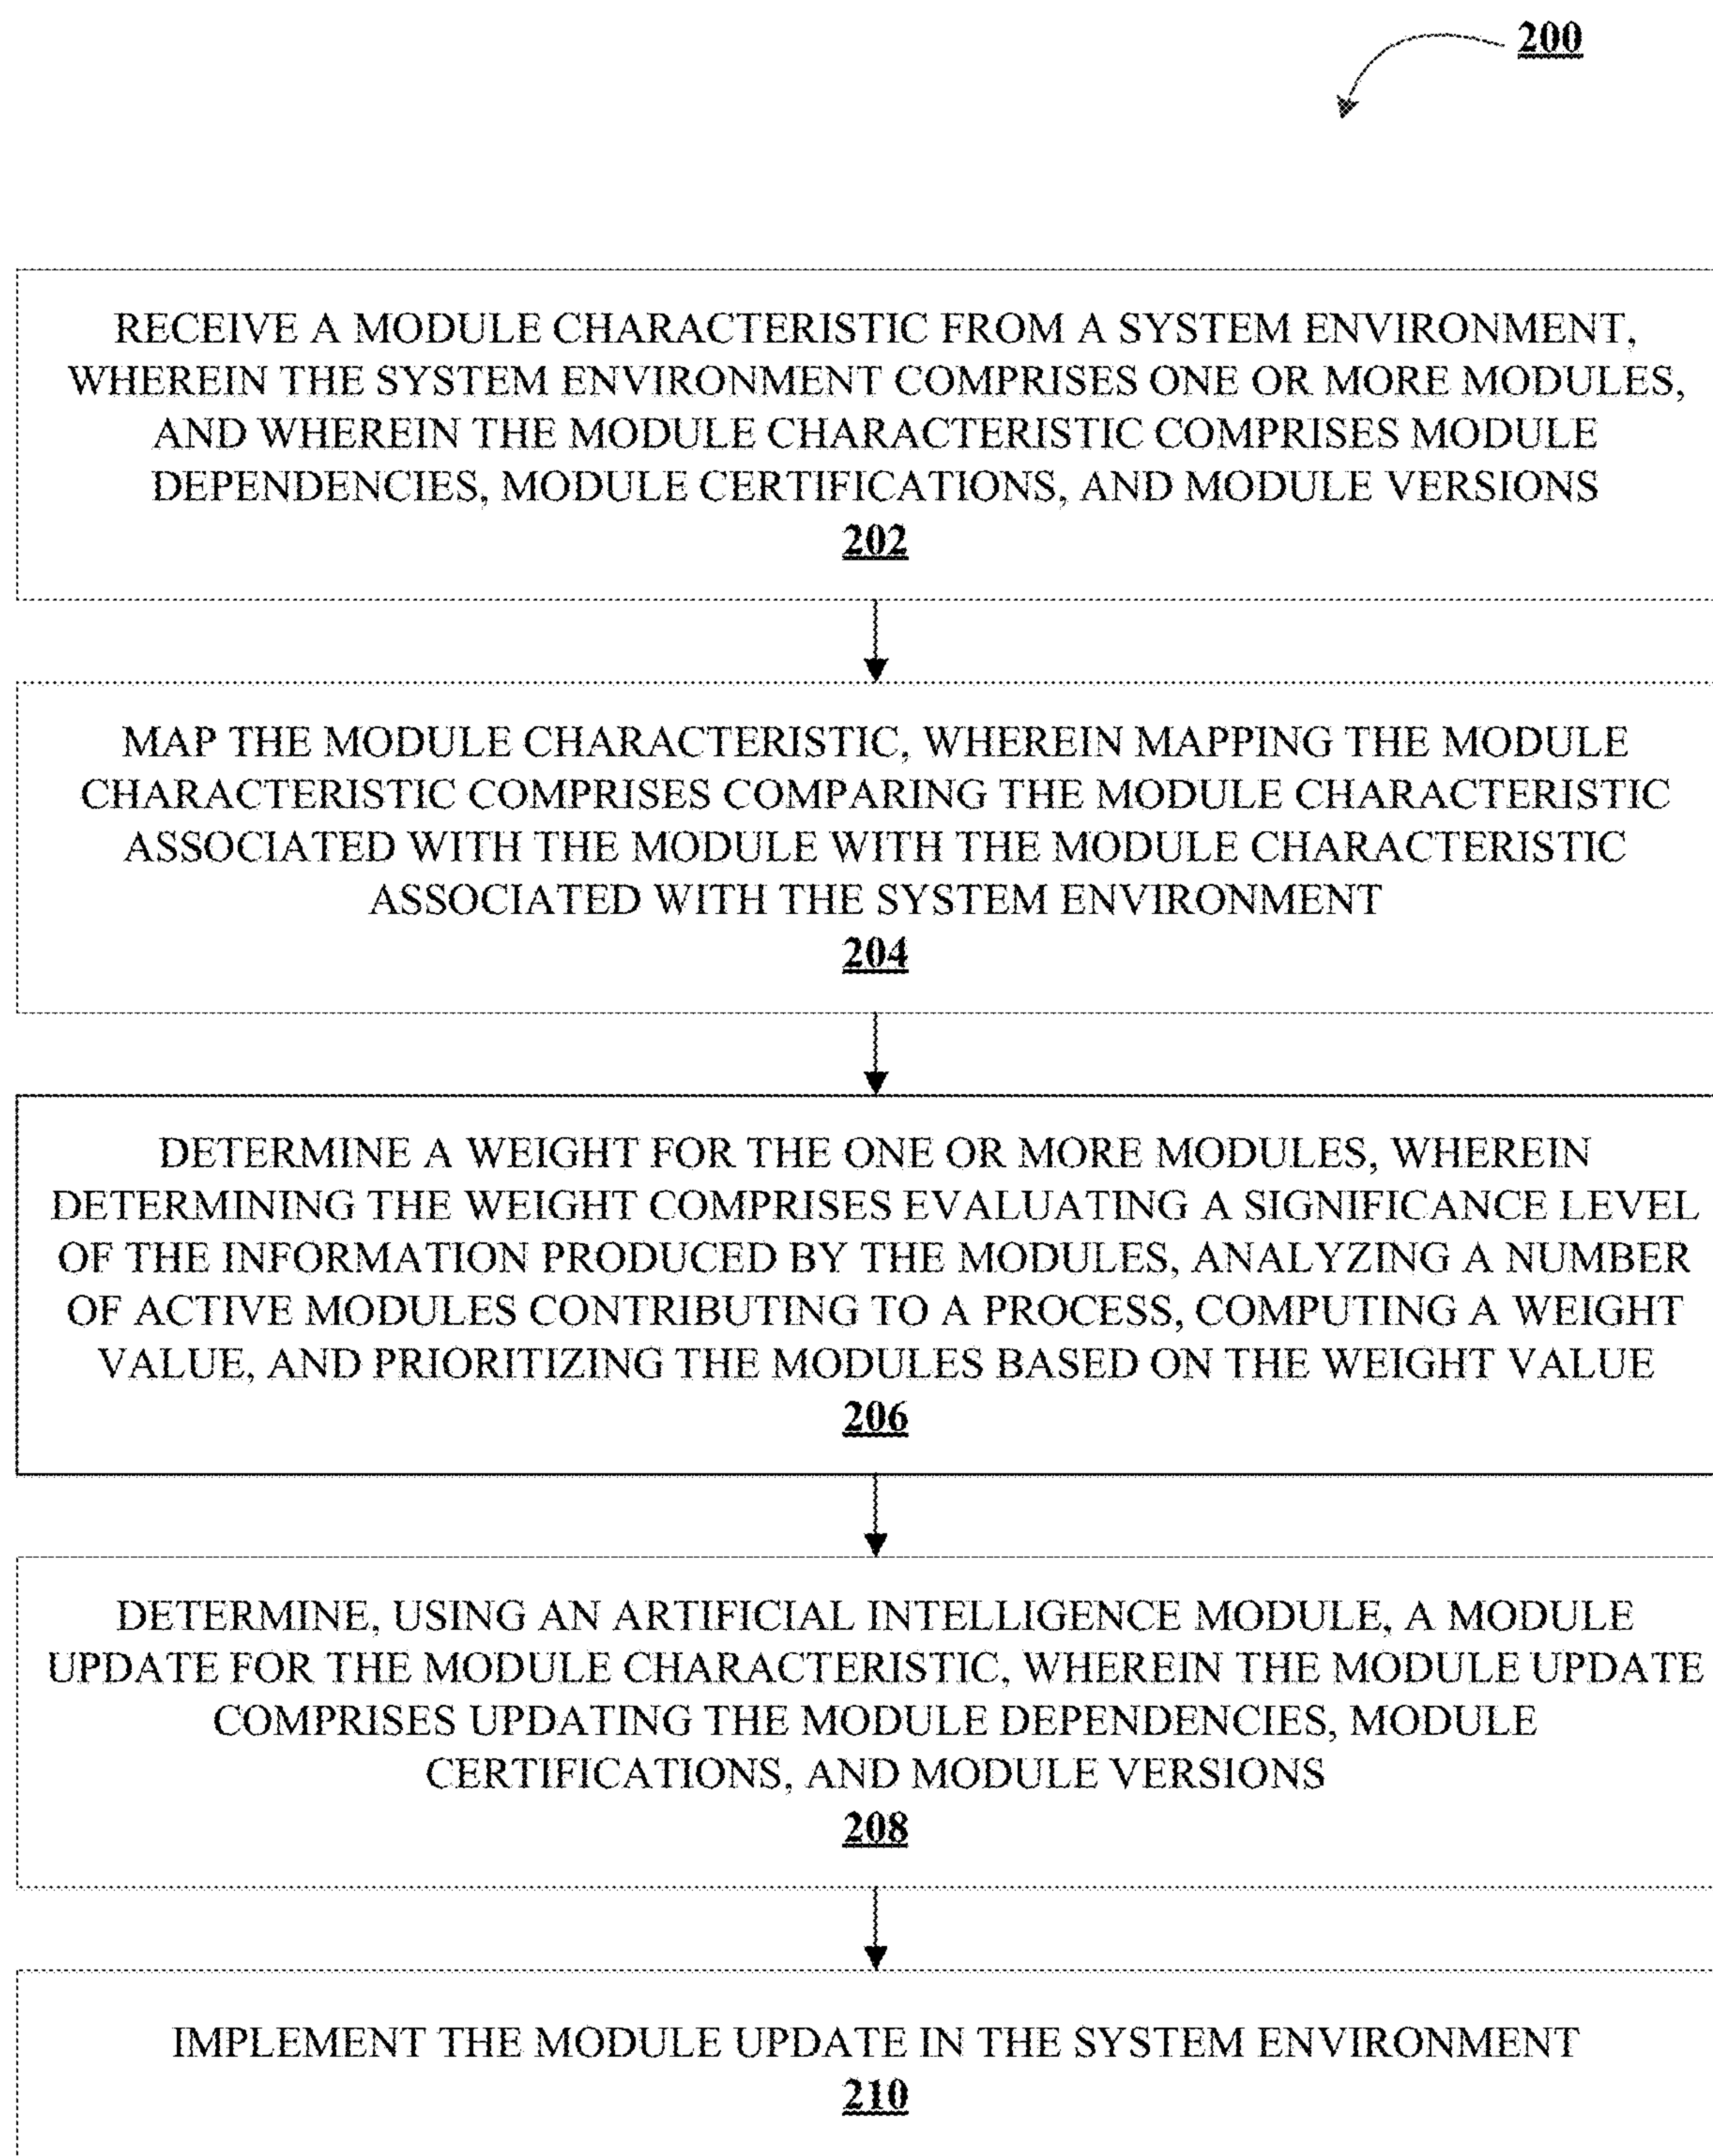 200
RECEIVE A MODULE CHARACTERISTIC FROM A SYSTEM ENVIRONMENT,
WHEREIN THE SYSTEM ENVIRONMENT COMPRISES ONE OR MORE MODULES,
AND WHEREIN THE MODULE CHARACTERISTIC COMPRISES MODULE
DEPENDENCIES, MODULE CERTIFICATIONS, AND MODULE VERSIONS
202
MAP THE MODULE CHARACTERISTIC, WHEREIN MAPPING THE MODULE
CHARACTERISTIC COMPRISES COMPARING THE MODULE CHARACTERISTIC
ASSOCIATED WITH THE MODULE WITH THE MODULE CHARACTERISTIC
ASSOCIATED WITH THE SYSTEM ENVIRONMENT
204
DETERMINE A WEIGHT FOR THE ONE OR MORE MODULES, WHEREIN
DETERMINING THE WEIGHT COMPRISES EVALUATING A SIGNIFICANCE LEVEL
OF THE INFORMATION PRODUCED BY THE MODULES, ANALYZING A NUMBER
OF ACTIVE MODULES CONTRIBUTING TO A PROCESS, COMPUTING A WEIGHT
VALUE, AND PRIORITIZING THE MODULES BASED ON THE WEIGHT VALUE
206
DETERMINE, USING AN ARTIFICIAL INTELLIGENCE MODULE, A MODULE
UPDATE FOR THE MODULE CHARACTERISTIC, WHEREIN THE MODULE UPDATE
COMPRISES UPDATING THE MODULE DEPENDENCIES, MODULE
CERTIFICATIONS, AND MODULE VERSIONS
208
IMPLEMENT THE MODULE UPDATE IN THE SYSTEM ENVIRONMENT
210